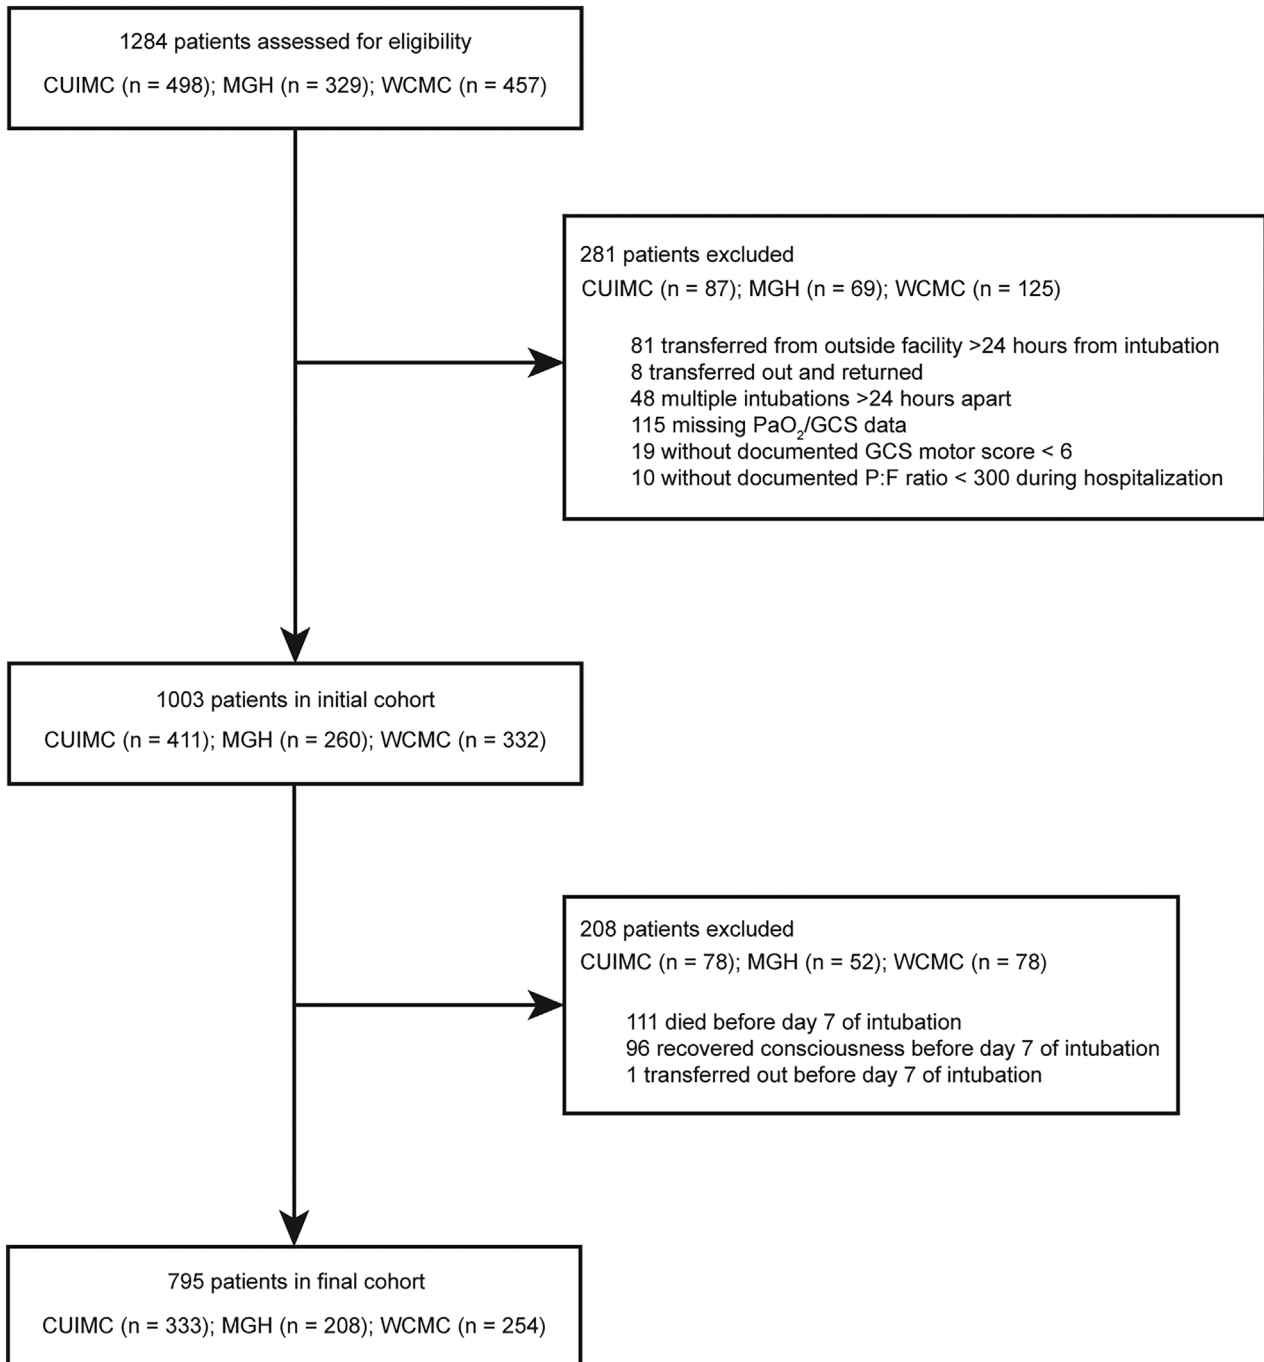 1284 patients assessed for eligibility
CUIMC (n = 498); MGH (n = 329); WCMC (n = 457)
281 patients excluded
CUIMC (n = 87); MGH (n = 69); WCMC (n = 125)
81 transferred from outside facility >24 hours from intubation
8 transferred out and returned
48 multiple intubations >24 hours apart
115 missing PaO₂/GCS data
19 without documented GCS motor score < 6
10 without documented P:F ratio < 300 during hospitalization
1003 patients in initial cohort
CUIMC (n = 411); MGH (n = 260); WCMC (n = 332)
208 patients excluded
CUIMC (n = 78); MGH (n = 52); WCMC (n = 78)
111 died before day 7 of intubation
96 recovered consciousness before day 7 of intubation
1 transferred out before day 7 of intubation
795 patients in final cohort
CUIMC (n = 333); MGH (n = 208); WCMC (n = 254)